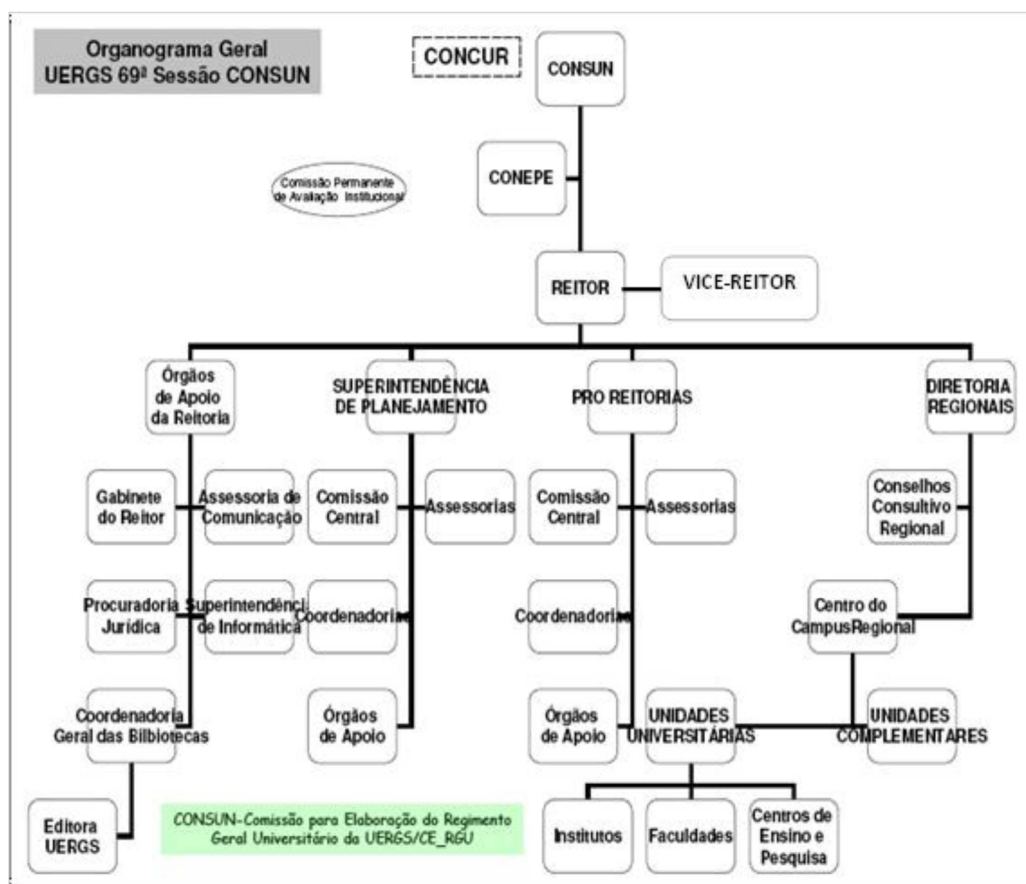 Organograma Geral
UERGS 69ª Sessão CONSUN
CONCUR
CONSUN
Comissão Permanente
de Avaliação Institucional
CONEPE
REITOR
VICE-REITOR
Órgãos
de Apoio
da Reitoria
SUPERINTENDÊNCIA
DE PLANEJAMENTO
PRO REITORIAS
DIRETORIA
REGIONAIS
Gabinete
do Reitor
Assessoria de
Comunicação
Comissão
Central
Assessorias
Comissão
Central
Assessorias
Conselhos
Consultivo
Regional
Procuradoria
Jurídica
Superintendência
de Informática
Coordenadorias
Coordenadorias
Centro do
CampusRegional
Coordenadoria
Geral das Bilbiotecas
Órgãos
de Apoio
Órgãos
de Apoio
UNIDADES
UNIVERSITÁRIAS
UNIDADES
COMPLEMENTARES
Editora
UERGS
CONSUN-Comissão para Elaboração do Regimento
Geral Universitário da UERGS/CE_RGU
Institutos
Faculdades
Centros de
Ensino e
Pesquisa